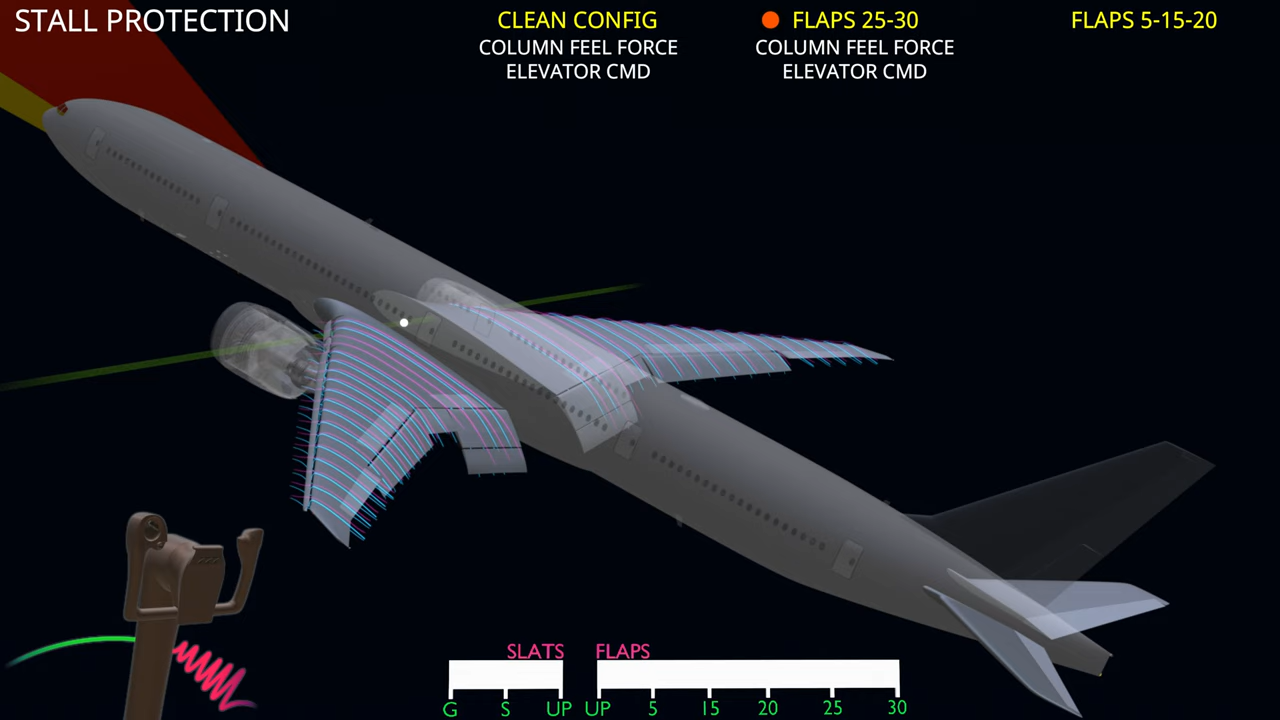 STALL PROTECTION
CLEAN CONFIG
COLUMN FEEL FORCE
ELEVATOR CMD
FLAPS 25-30
COLUMN FEEL FORCE
ELEVATOR CMD
FLAPS 5-15-20
SLATS
FLAPS
G S UP
UP 5 15 20 25 30